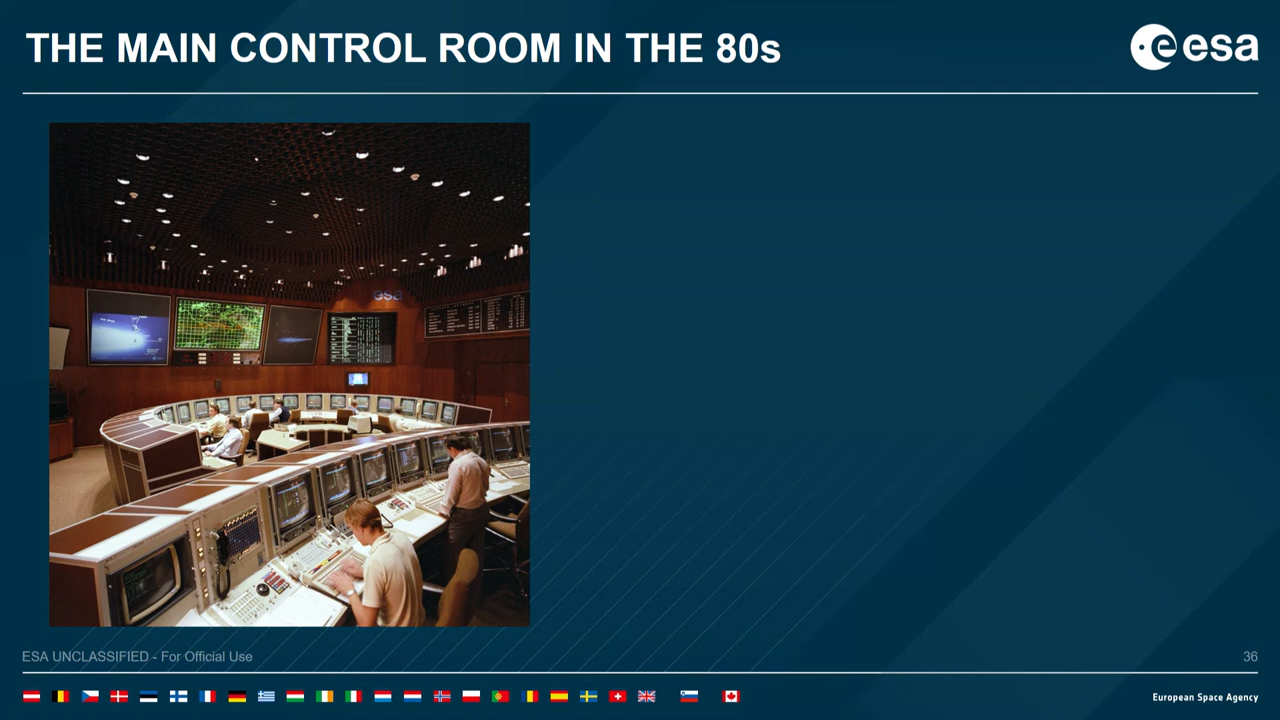 THE MAIN CONTROL ROOM IN THE 80s
esa
esa
ESA UNCLASSIFIED - For Official Use
36
European Space Agency